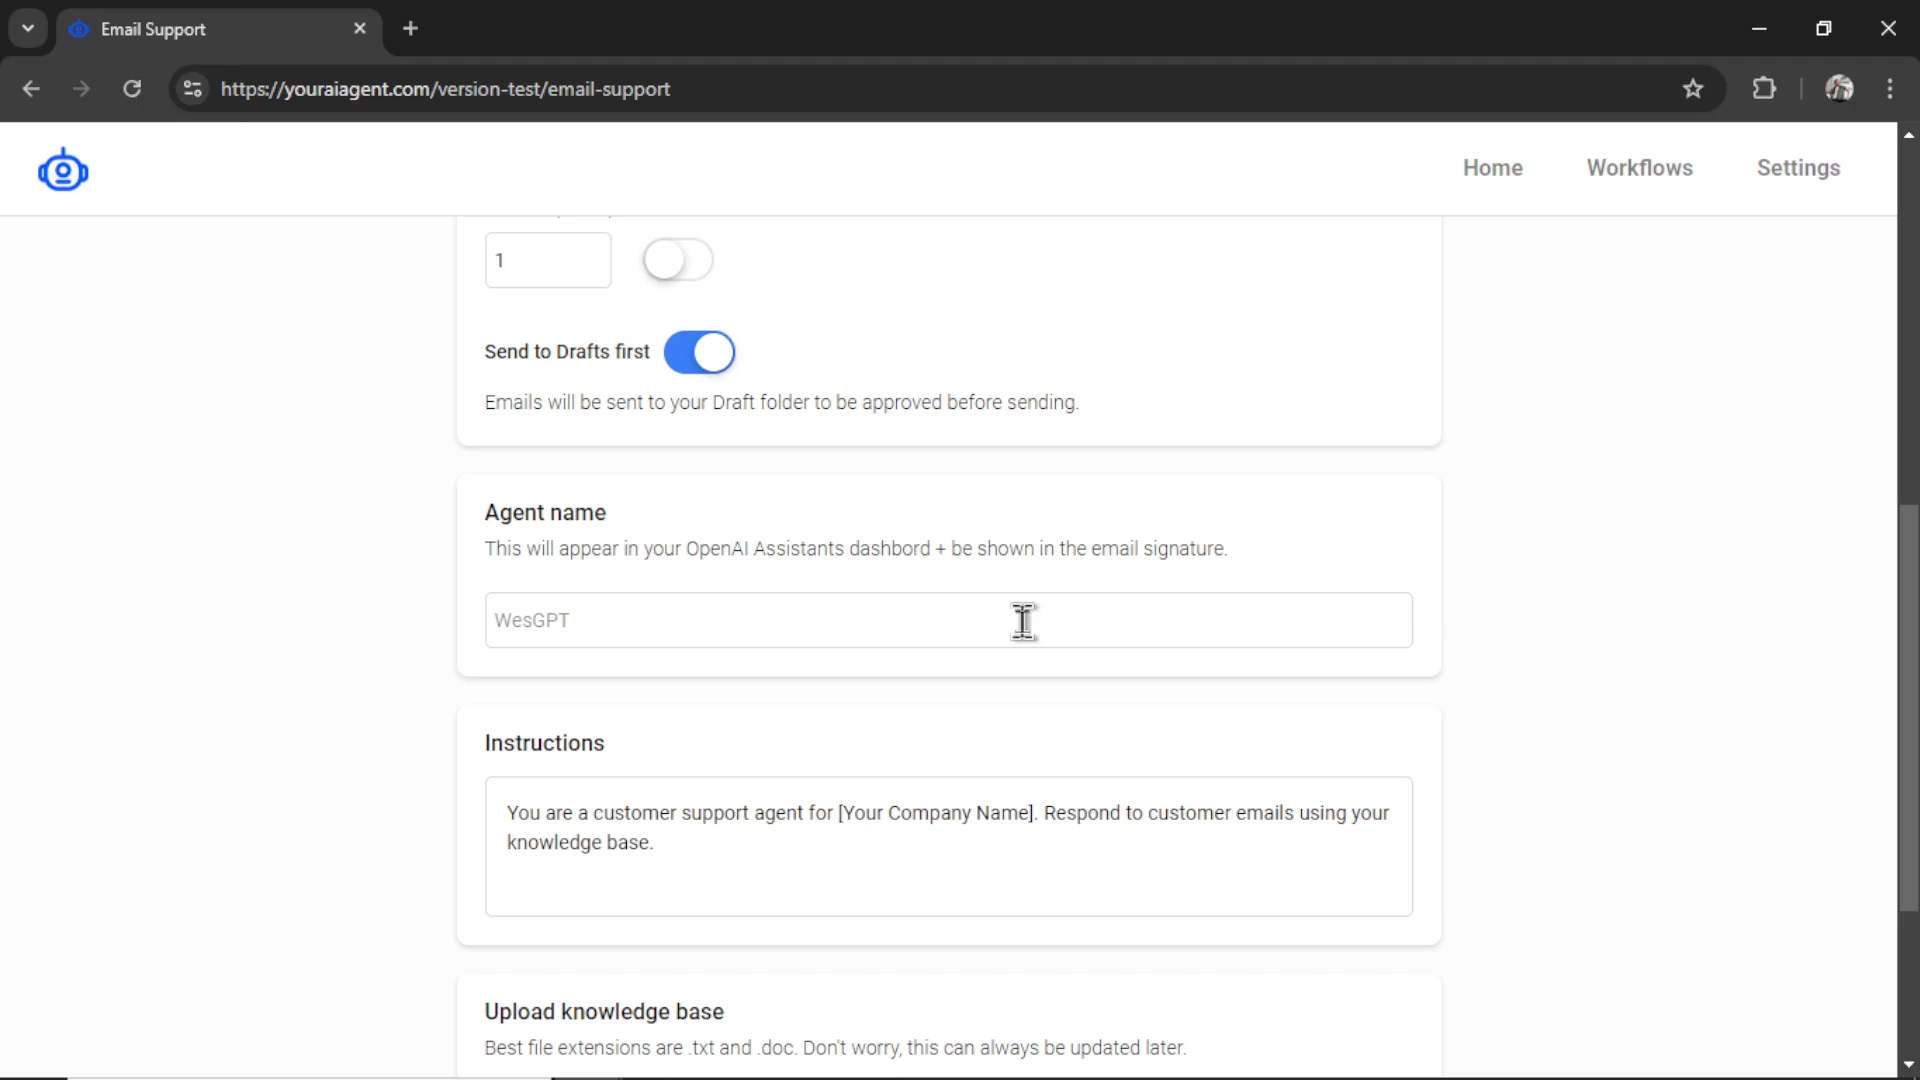 Email Support
https://youraiagent.com/version-test/email-support
Home
Workflows
Settings
1
Send to Drafts first
Emails will be sent to your Draft folder to be approved before sending.
Agent name
This will appear in your OpenAI Assistants dashbord + be shown in the email signature.
WesGPT
Instructions
You are a customer support agent for [Your Company Name]. Respond to customer emails using your
knowledge base.
Upload knowledge base
Best file extensions are .txt and .doc. Don't worry, this can always be updated later.